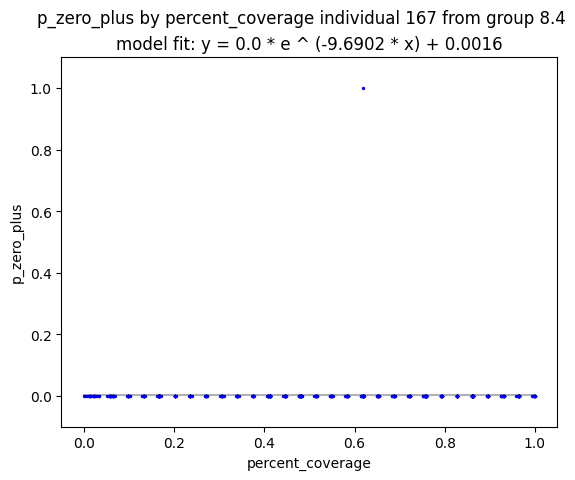 p_zero_plus by percent_coverage individual 167 from group 8.4
model fit: y = 0.0 * e ^ (-9.6902 * x) + 0.0016
1.0
0.8
0.6
0.4
0.2
0.0
p_zero_plus
0.0 0.2 0.4 0.6 0.8 1.0
percent_coverage